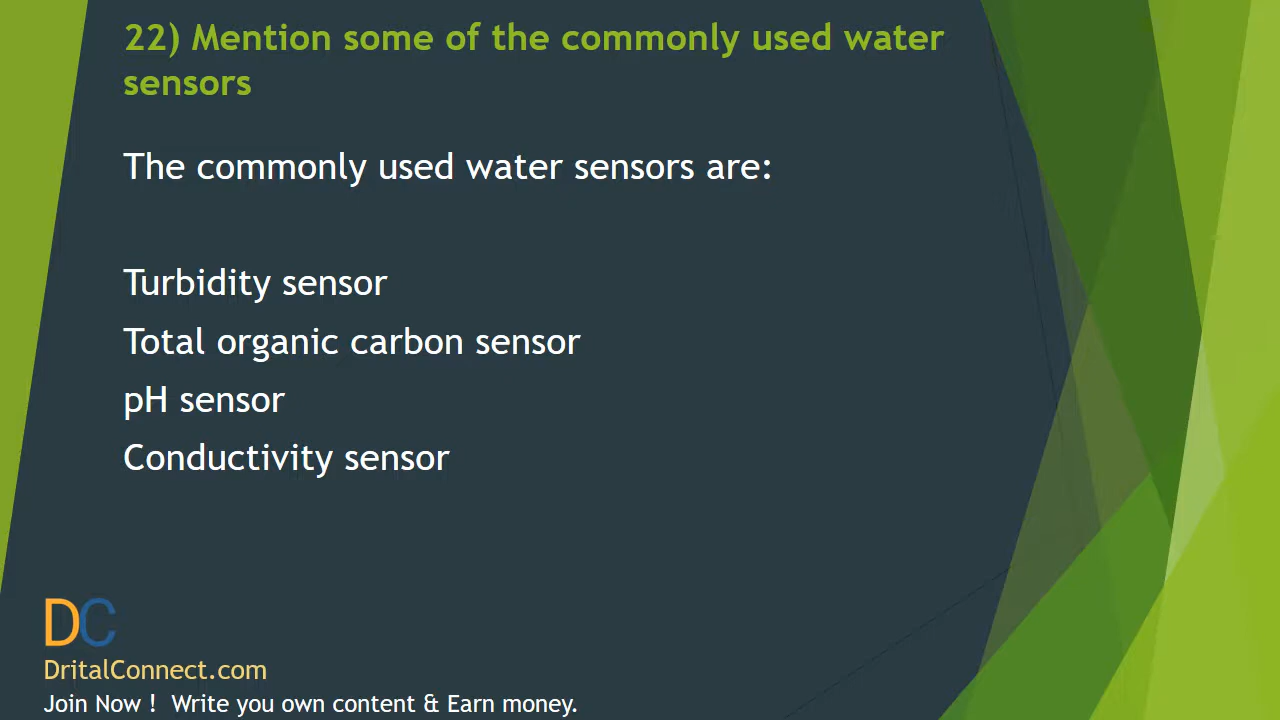 22) Mention some of the commonly used water
sensors
The commonly used water sensors are:
Turbidity sensor
Total organic carbon sensor
pH sensor
Conductivity sensor
DC
DritalConnect.com
Join Now ! Write you own content & Earn money.